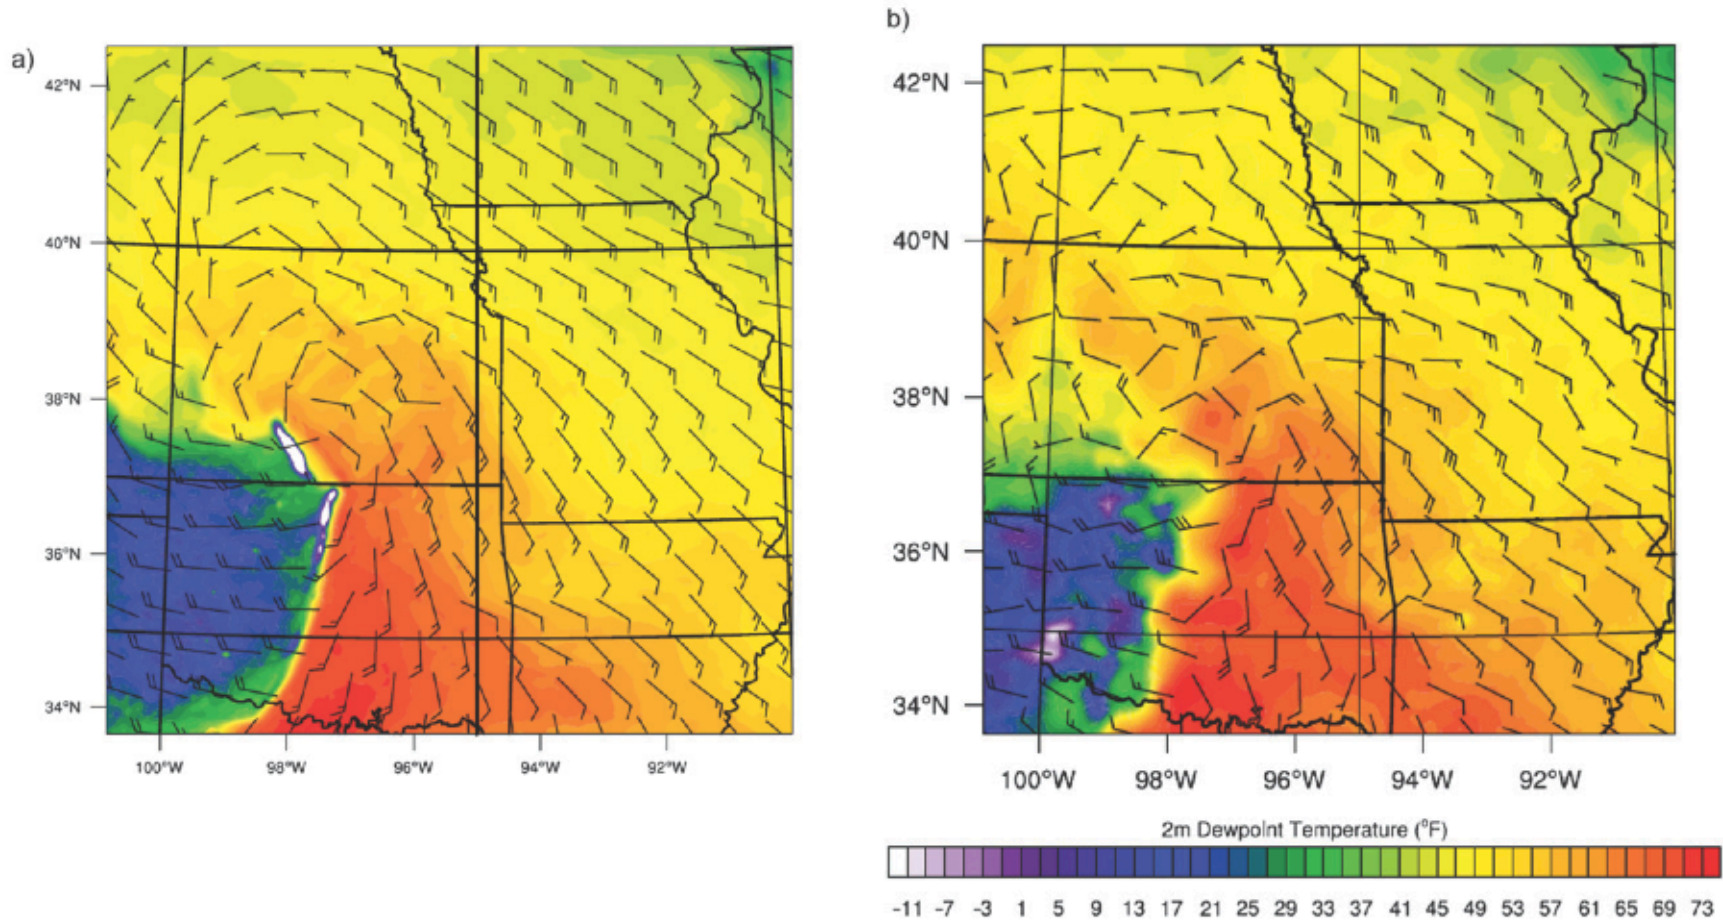 a)
42°N
40°N
38°N
36°N
34°N
100°W 98°W 96°W 94°W 92°W
b)
42°N
40°N
38°N
36°N
34°N
100°W 98°W 96°W 94°W 92°W
2m Dewpoint Temperature (°F)
-11 -7 -3 1 5 9 13 17 21 25 29 33 37 41 45 49 53 57 61 65 69 73